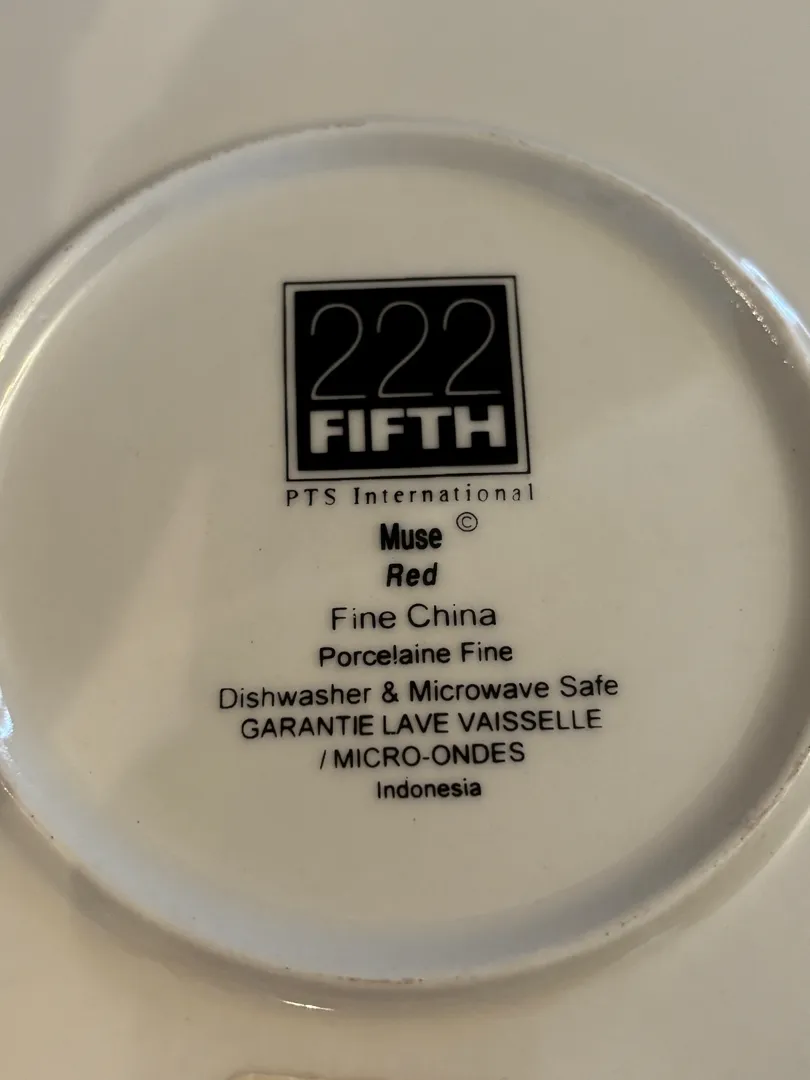 222
FIFTH
PTS International
Muse ©
Red
Fine China
Porcelaine Fine
Dishwasher & Microwave Safe
GARANTIE LAVE VAISSELLE
/ MICRO-ONDES
Indonesia